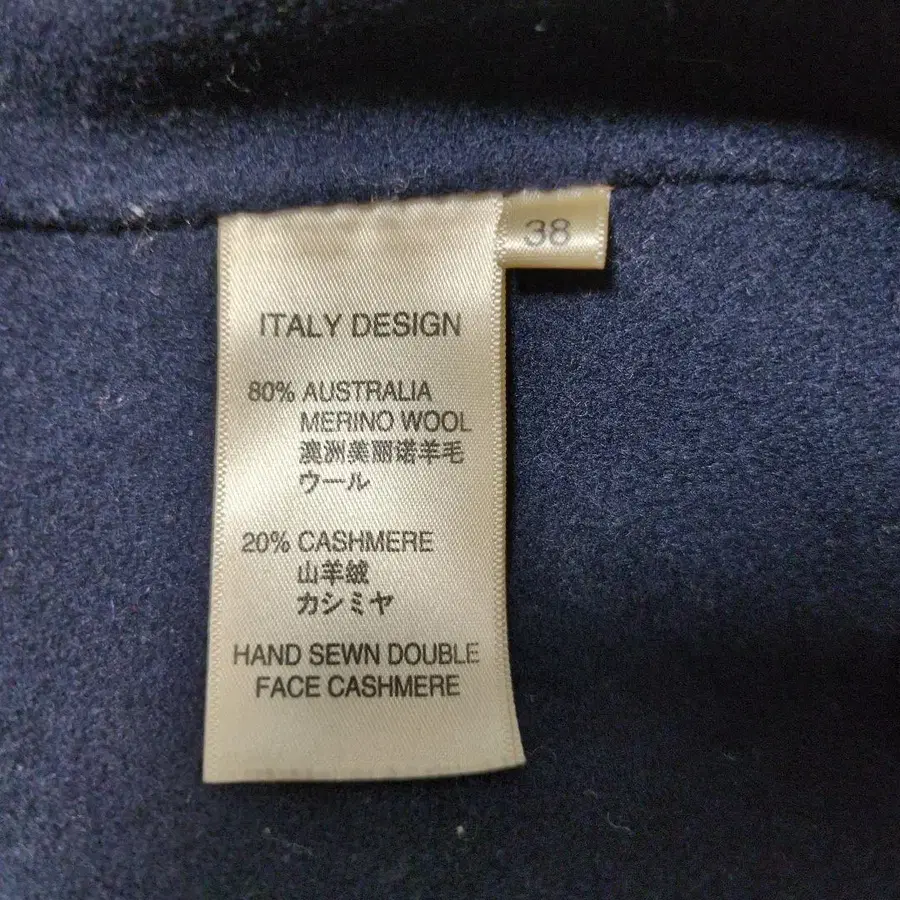 38
ITALY DESIGN
80% AUSTRALIA
MERINO WOOL
澳洲美丽诺羊毛
ウール
20% CASHMERE
山羊绒
カシミヤ
HAND SEWN DOUBLE
FACE CASHMERE